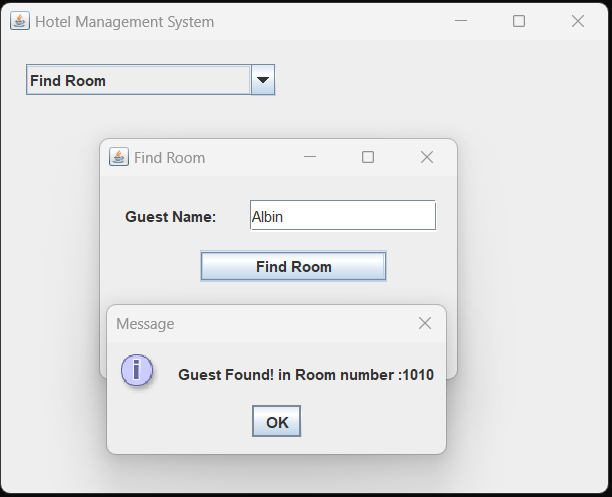 Hotel Management System
Find Room
Find Room
Guest Name:
Albin
Find Room
Message
Guest Found! in Room number :1010
OK